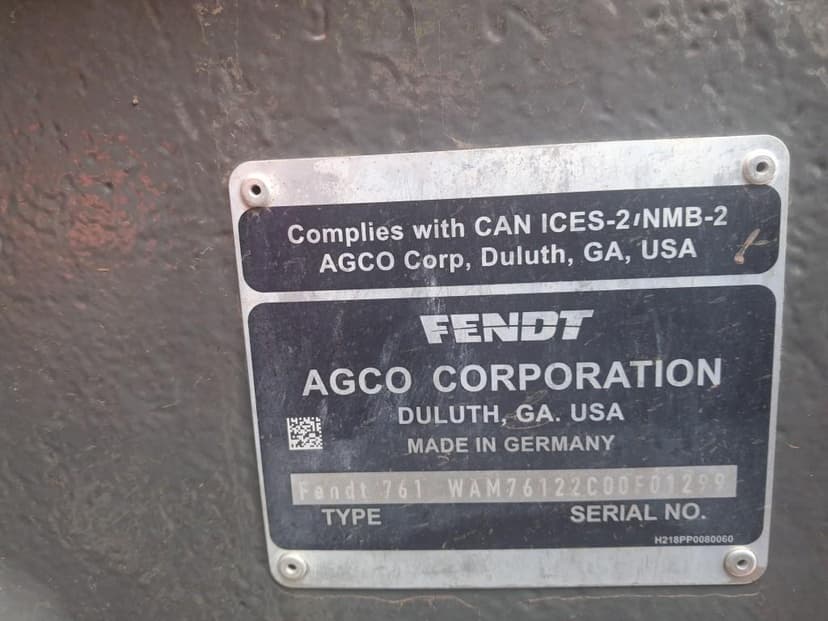 Complies with CAN ICES-2/NMB-2
AGCO Corp, Duluth, GA, USA
FENDT
AGCO CORPORATION
DULUTH, GA. USA
MADE IN GERMANY
Fendt 761 WAM76122C00F01299
TYPE SERIAL NO.
H218PP0080060